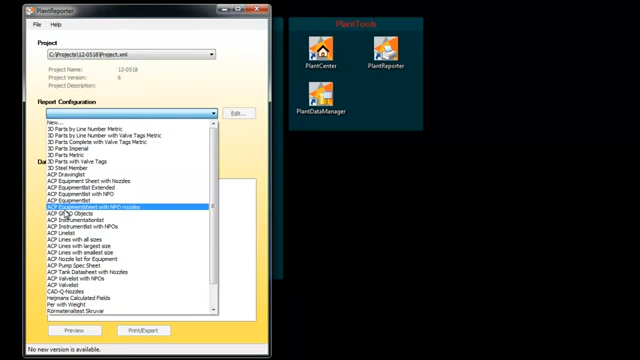 PlantReporter
File Help
Project
C:\Projects\12-0518\Project.xml
Project Name: 12-0518
Project Version: 6
Project Description:
Report Configuration
Edit...
New...
3D Parts by Line Number Metric
3D Parts by Line Number with Valve Tags Metric
3D Parts Complete with Valve Tags Metric
3D Parts Imperial
3D Parts Metric
3D Parts with Valve Tags
3D Steel Member
ACP Drawinglist
ACP Equipment Sheet with Nozzles
ACP Equipmentlist Extended
ACP Equipmentlist with NPO
ACP Equipmentlist
ACP Equipmentsheet with NPO nozzles
Objects
ACP Instrumentationlist
ACP Instrumentlist with NPOs
ACP Linelist
ACP Lines with all sizes
ACP Lines with largest size
ACP Lines with smallest size
ACP Nozzle list for Equipment
ACP Pump Spec Sheet
ACP Tank Datasheet with Nozzles
ACP Valvelist with NPOs
ACP Valvelist
CAD-Q-Nozzles
Heijmans Calculated Fields
Per with Weight
Rörmaterialtest Skruvar
Da
Preview Print/Export
No new version is available.
PlantTools
PlantCenter PlantReporter
PlantDataManager